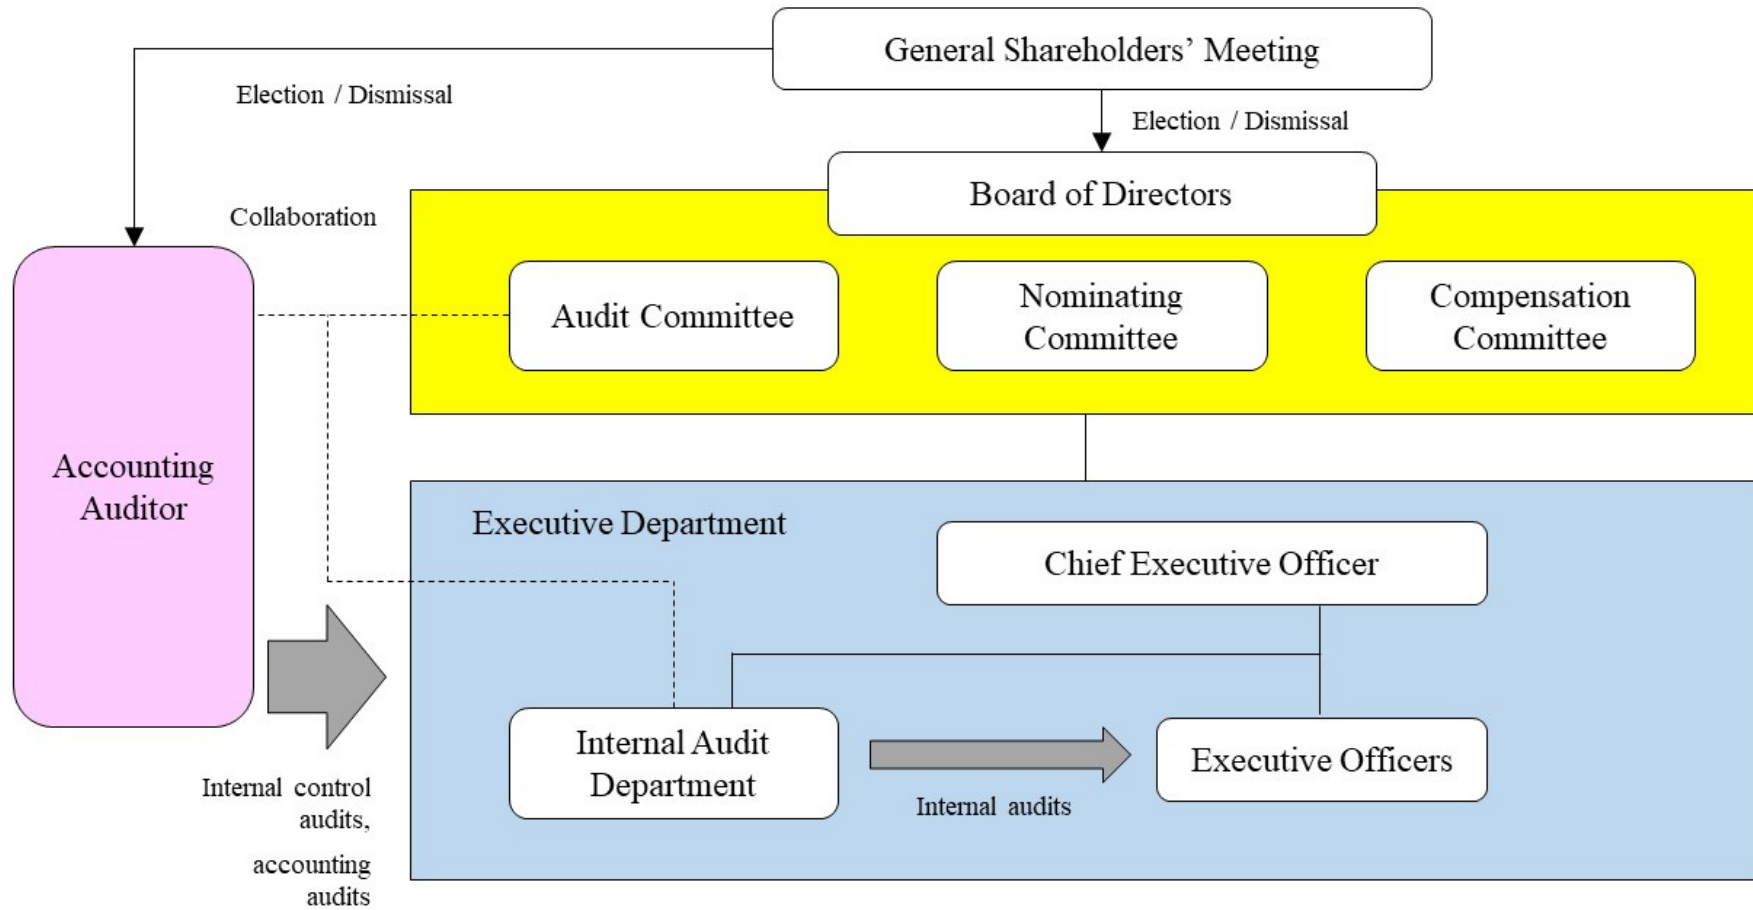 General Shareholders’ Meeting
Election / Dismissal
Election / Dismissal
Board of Directors
Collaboration
Audit Committee
Nominating
Committee
Compensation
Committee
Accounting
Auditor
Executive Department
Chief Executive Officer
Internal Audit
Department
Executive Officers
Internal audits
Internal control
audits,
accounting
audits